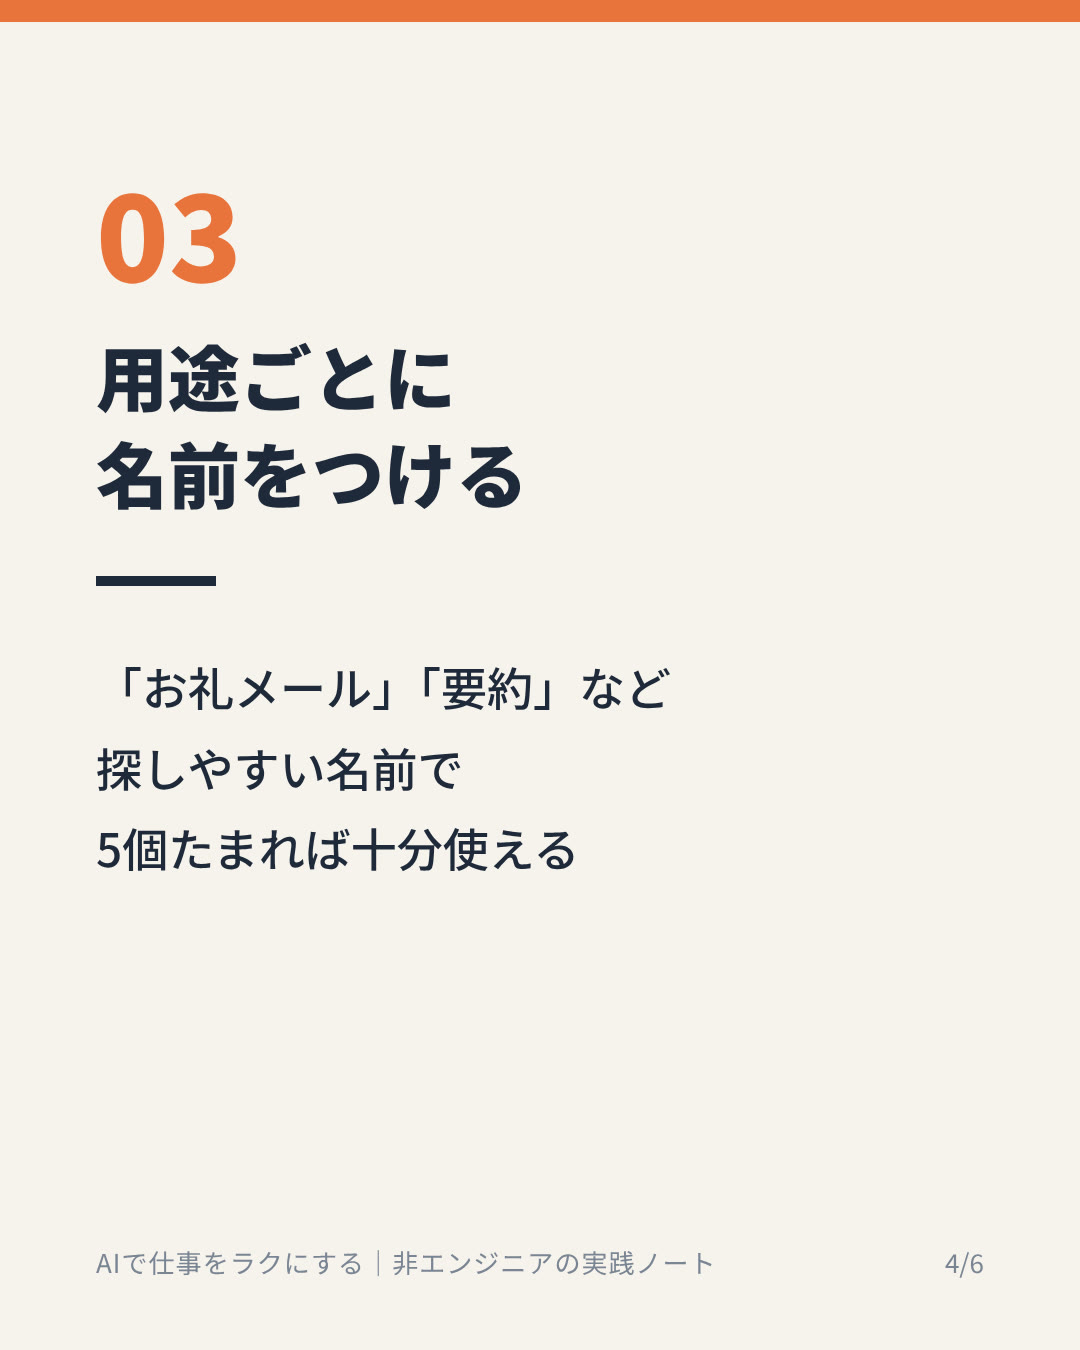 03
用途ごとに
名前をつける
「お礼メール」「要約」など
探しやすい名前で
5個たまれば十分使える
AIで仕事をラクにする｜非エンジニアの実践ノート
4/6